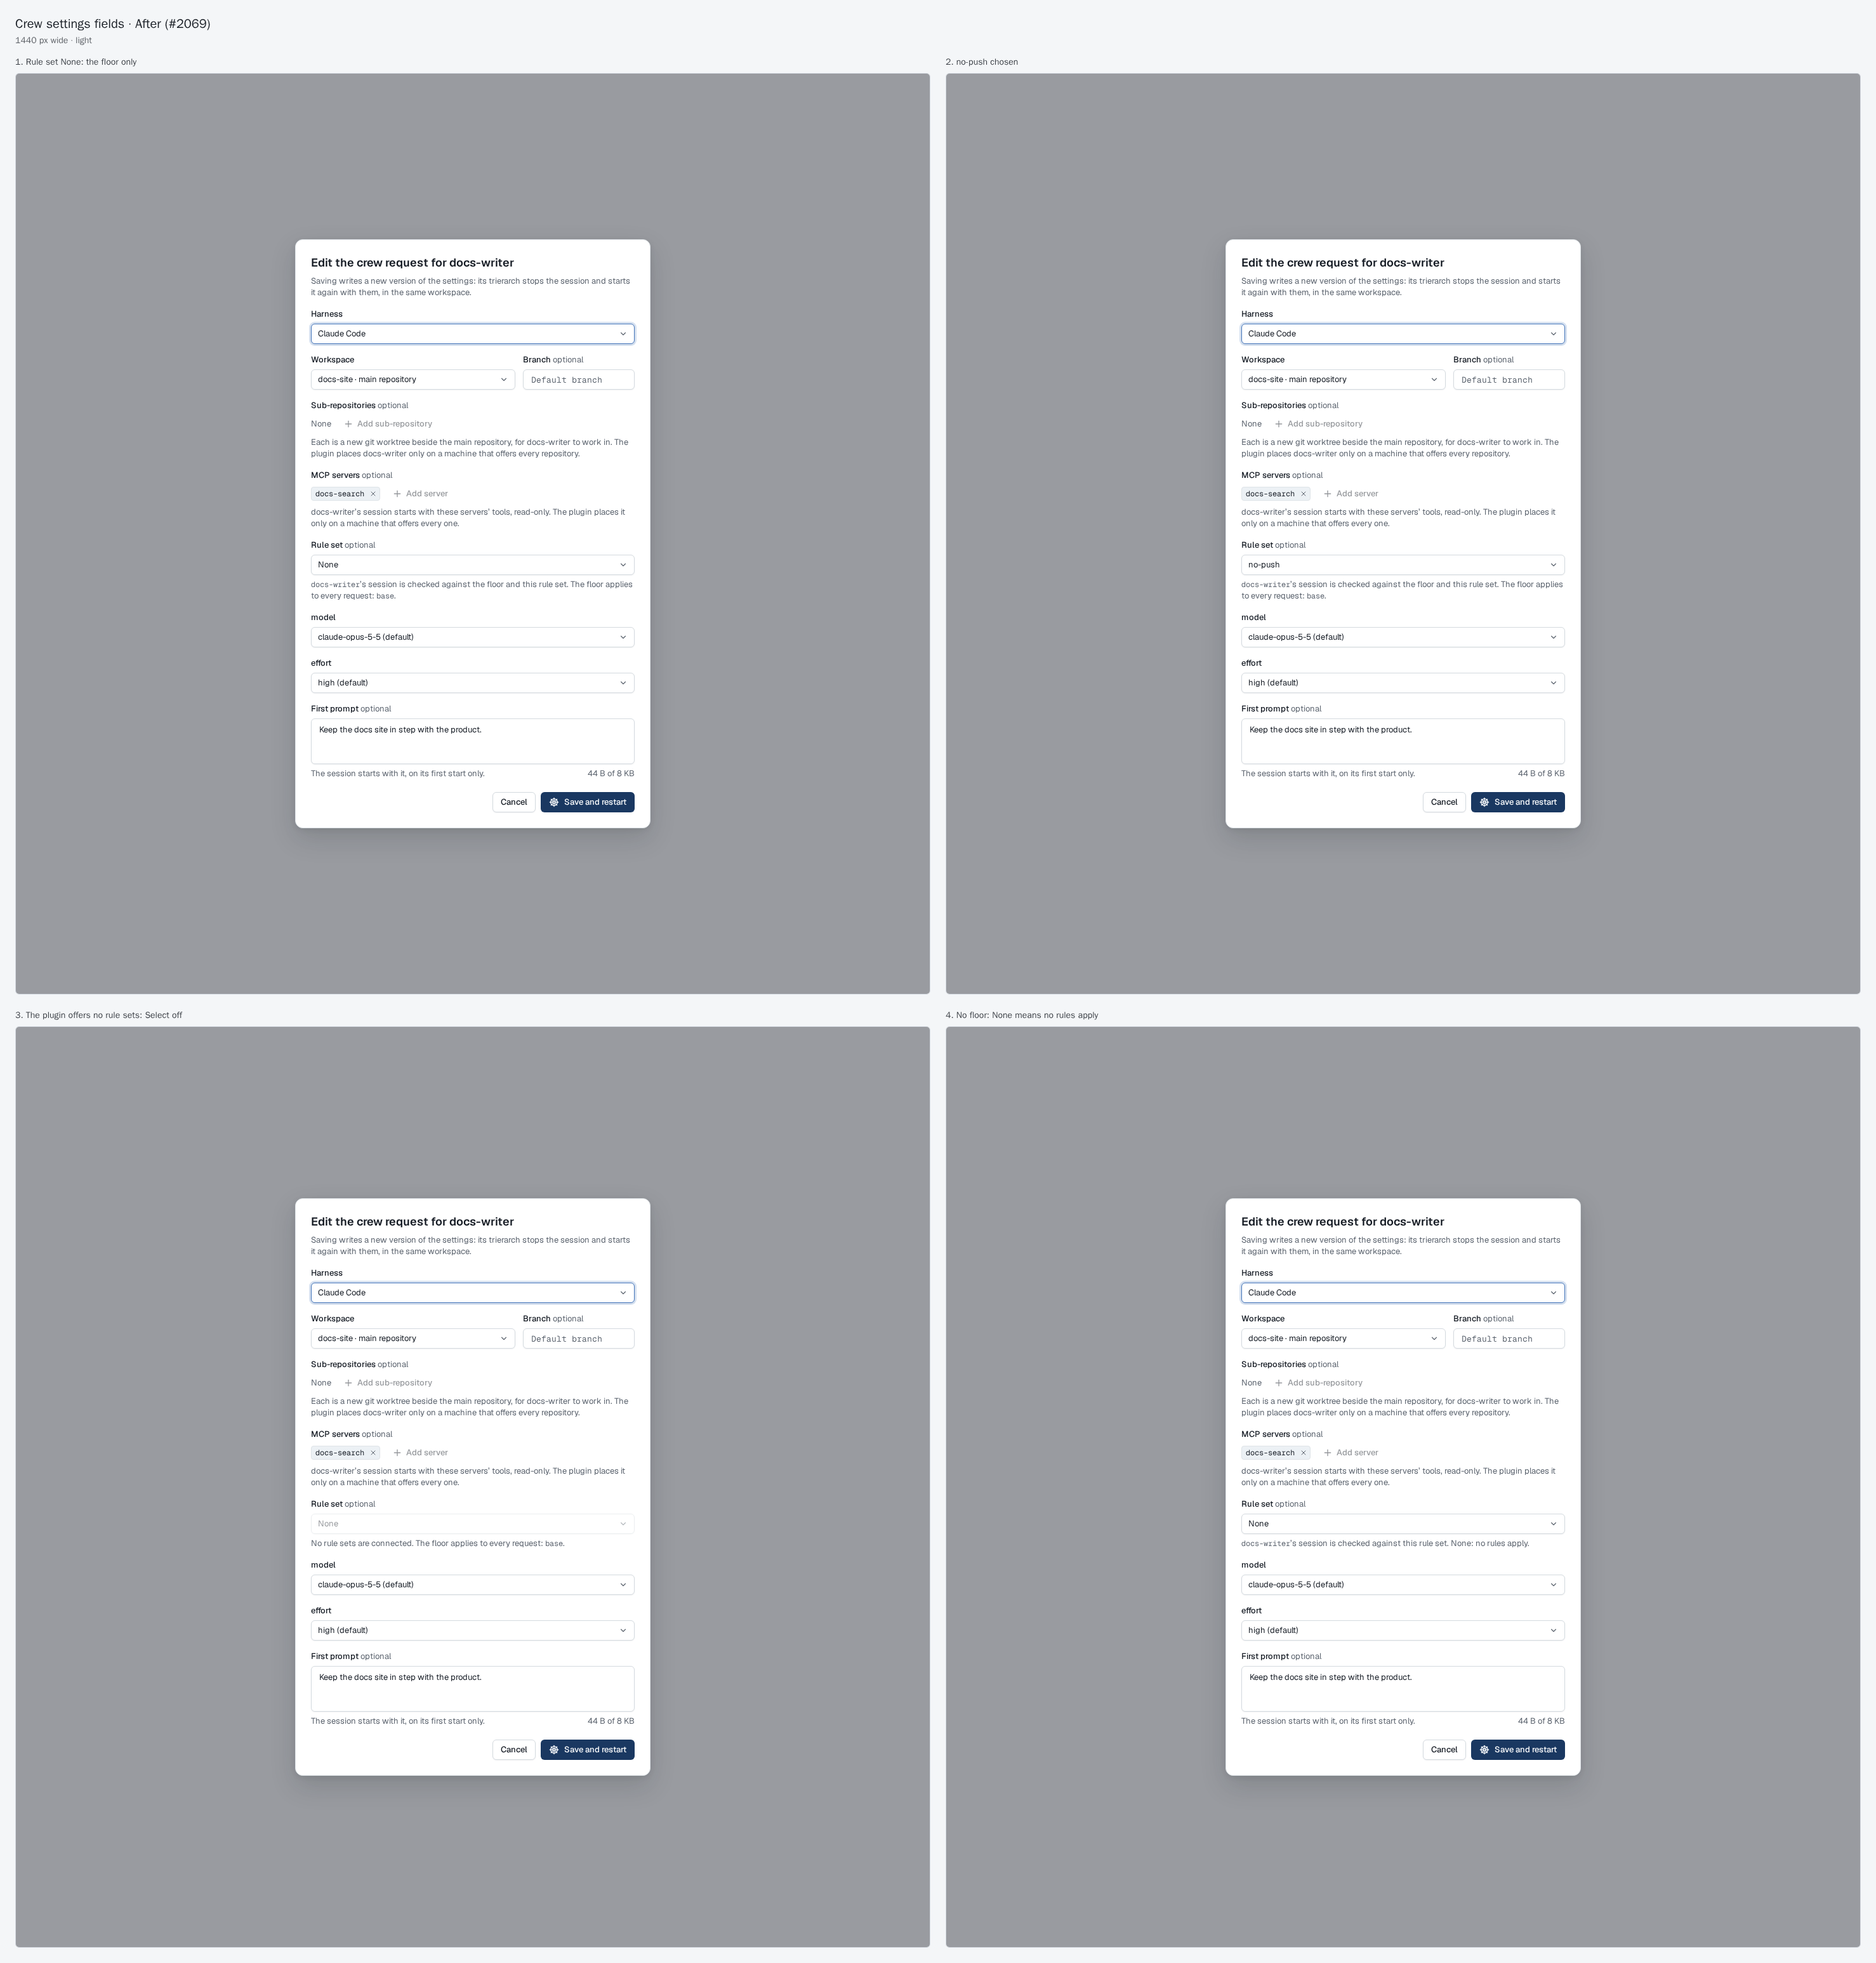 Crew settings fields · After (#2069)
1440 px wide · light
1. Rule set None: the floor only
Edit the crew request for docs-writer
Saving writes a new version of the settings: its trierarch stops the session and starts
it again with them, in the same workspace.
Harness
Claude Code
Workspace
Branch optional
docs-site · main repository
Default branch
Sub-repositories optional
None
Add sub-repository
Each is a new git worktree beside the main repository, for docs-writer to work in. The
plugin places docs-writer only on a machine that offers every repository.
MCP servers optional
docs-search ×
Add server
docs-writer's session starts with these servers' tools, read-only. The plugin places it
only on a machine that offers every one.
Rule set optional
None
docs-writer's session is checked against the floor and this rule set. The floor applies
to every request: base.
model
claude-opus-5-5 (default)
effort
high (default)
First prompt optional
Keep the docs site in step with the product.
The session starts with it, on its first start only.
44 B of 8 KB
Cancel
Save and restart
2. no-push chosen
Edit the crew request for docs-writer
Saving writes a new version of the settings: its trierarch stops the session and starts
it again with them, in the same workspace.
Harness
Claude Code
Workspace
Branch optional
docs-site · main repository
Default branch
Sub-repositories optional
None
Add sub-repository
Each is a new git worktree beside the main repository, for docs-writer to work in. The
plugin places docs-writer only on a machine that offers every repository.
MCP servers optional
docs-search ×
Add server
docs-writer's session starts with these servers' tools, read-only. The plugin places it
only on a machine that offers every one.
Rule set optional
no-push
docs-writer's session is checked against the floor and this rule set. The floor applies
to every request: base.
model
claude-opus-5-5 (default)
effort
high (default)
First prompt optional
Keep the docs site in step with the product.
The session starts with it, on its first start only.
44 B of 8 KB
Cancel
Save and restart
3. The plugin offers no rule sets: Select off
Edit the crew request for docs-writer
Saving writes a new version of the settings: its trierarch stops the session and starts
it again with them, in the same workspace.
Harness
Claude Code
Workspace
Branch optional
docs-site · main repository
Default branch
Sub-repositories optional
None
Add sub-repository
Each is a new git worktree beside the main repository, for docs-writer to work in. The
plugin places docs-writer only on a machine that offers every repository.
MCP servers optional
docs-search ×
Add server
docs-writer's session starts with these servers' tools, read-only. The plugin places it
only on a machine that offers every one.
Rule set optional
None
No rule sets are connected. The floor applies to every request: base.
model
claude-opus-5-5 (default)
effort
high (default)
First prompt optional
Keep the docs site in step with the product.
The session starts with it, on its first start only.
44 B of 8 KB
Cancel
Save and restart
4. No floor: None means no rules apply
Edit the crew request for docs-writer
Saving writes a new version of the settings: its trierarch stops the session and starts
it again with them, in the same workspace.
Harness
Claude Code
Workspace
Branch optional
docs-site · main repository
Default branch
Sub-repositories optional
None
Add sub-repository
Each is a new git worktree beside the main repository, for docs-writer to work in. The
plugin places docs-writer only on a machine that offers every repository.
MCP servers optional
docs-search ×
Add server
docs-writer's session starts with these servers' tools, read-only. The plugin places it
only on a machine that offers every one.
Rule set optional
None
docs-writer's session is checked against this rule set. None: no rules apply.
model
claude-opus-5-5 (default)
effort
high (default)
First prompt optional
Keep the docs site in step with the product.
The session starts with it, on its first start only.
44 B of 8 KB
Cancel
Save and restart